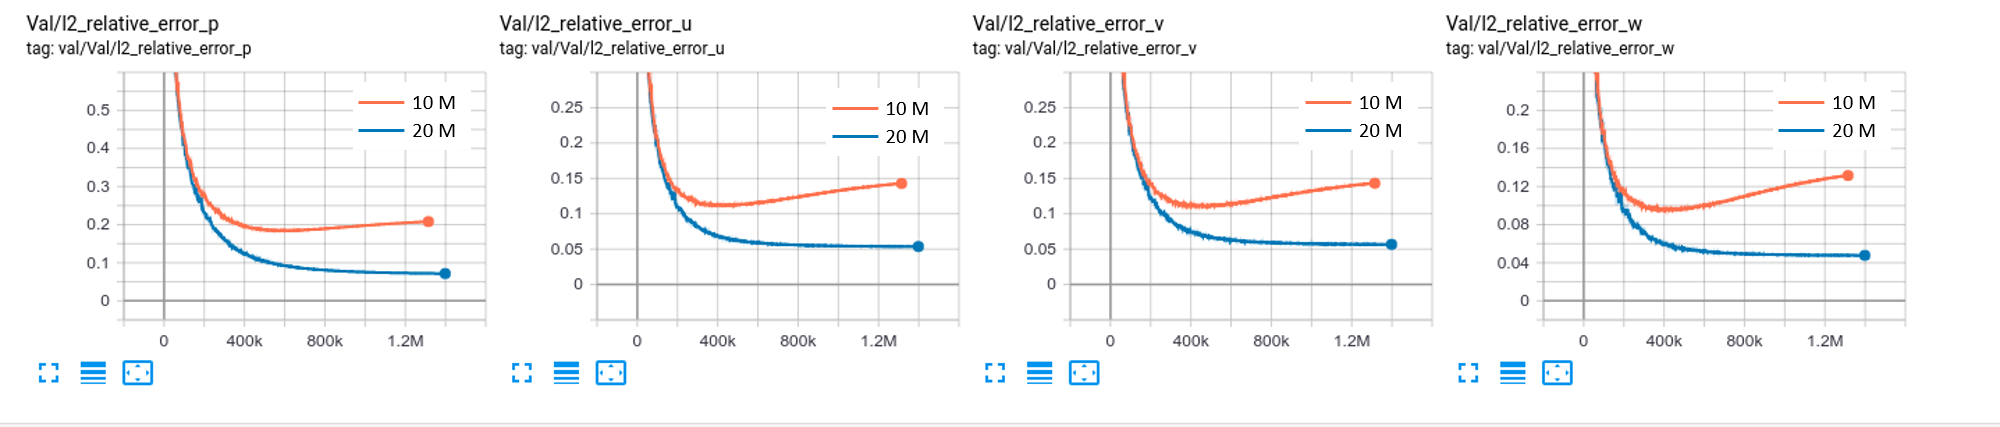 Val/l2_relative_error_p
tag: val/Val/l2_relative_error_p
0.5
0.4
0.3
0.2
0.1
0
10 M
20 M
0 400k 800k 1.2M
Val/l2_relative_error_u
tag: val/Val/l2_relative_error_u
0.25
0.2
0.15
0.1
0.05
0
10 M
20 M
0 400k 800k 1.2M
Val/l2_relative_error_v
tag: val/Val/l2_relative_error_v
0.25
0.2
0.15
0.1
0.05
0
10 M
20 M
0 400k 800k 1.2M
Val/l2_relative_error_w
tag: val/Val/l2_relative_error_w
0.2
0.16
0.12
0.08
0.04
0
10 M
20 M
0 400k 800k 1.2M